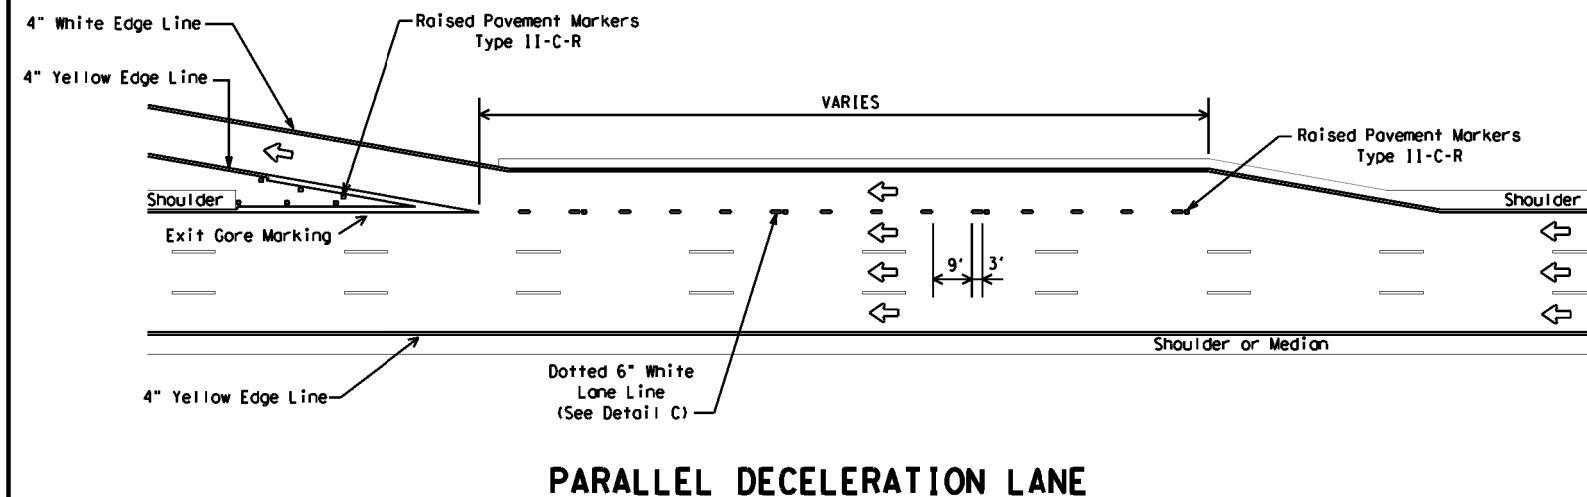 4" White Edge Line
Raised Pavement Markers
Type II-C-R
4" Yellow Edge Line
VARIES
Raised Pavement Markers
Type II-C-R
Shoulder
Shoulder
Exit Gore Marking
9'
3'
Shoulder or Median
Dotted 6" White
Lane Line
(See Detail C)
4" Yellow Edge Line
PARALLEL DECELERATION LANE